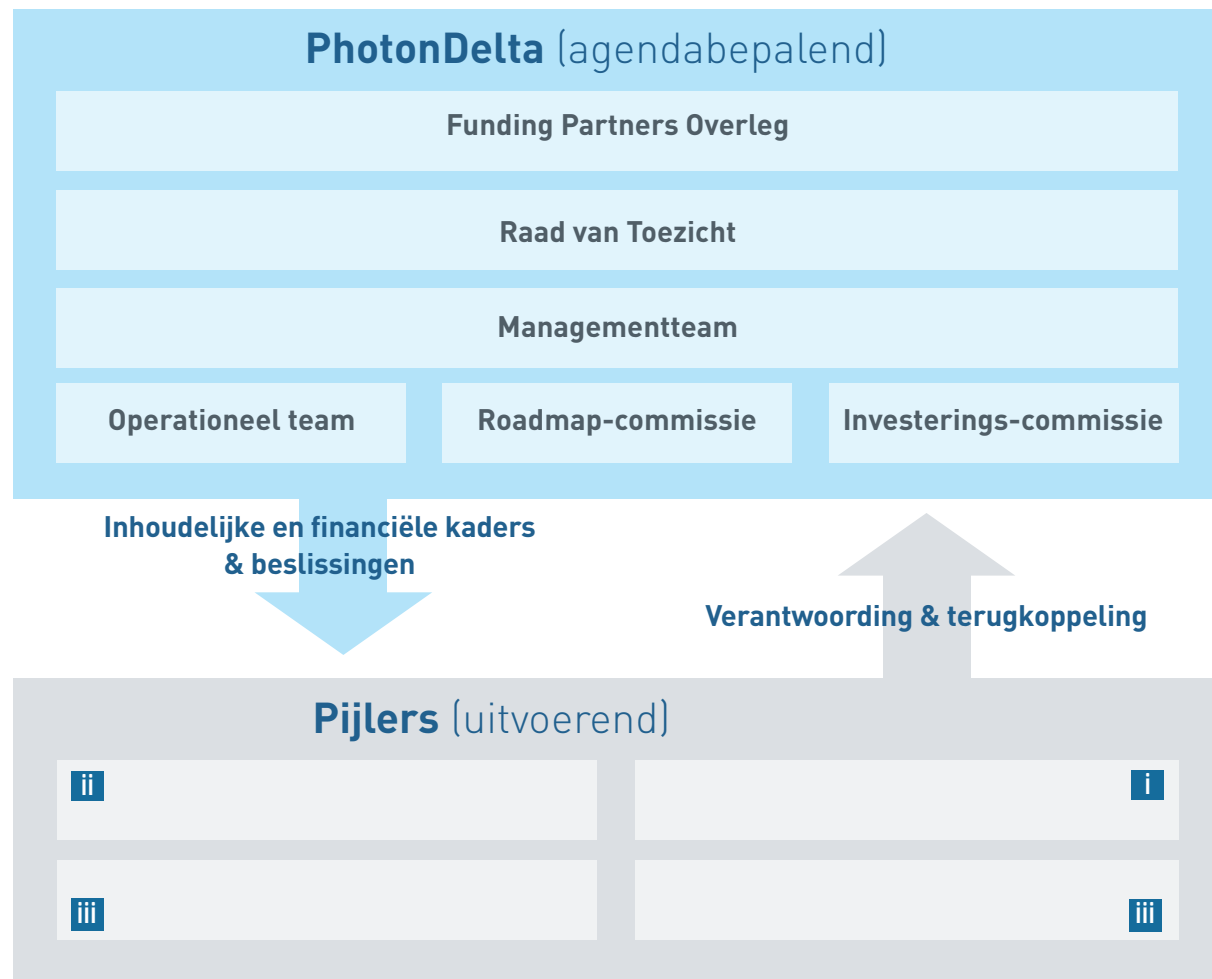 PhotonDelta (agendabepalend)
Funding Partners Overleg
Raad van Toezicht
Managementteam
Operationeel team
Roadmap-commissie
Investerings-commissie
Inhoudelijke en financiële kaders
& beslissingen
Verantwoording & terugkoppeling
Pijlers (uitvoerend)
ii
i
iii
iii